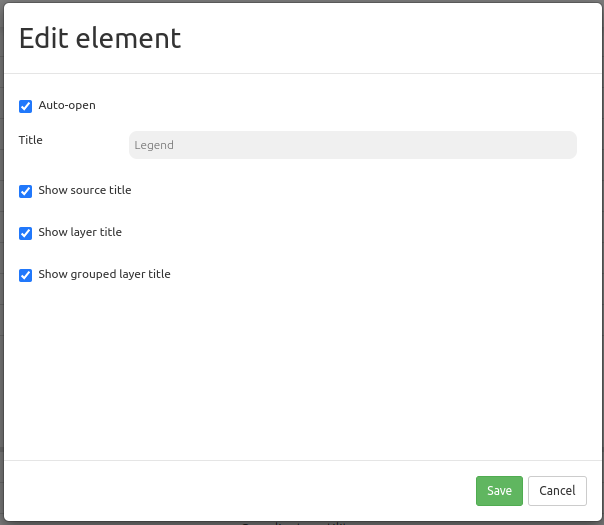 Edit element
Auto-open
Title
Legend
Show source title
Show layer title
Show grouped layer title
Save
Cancel